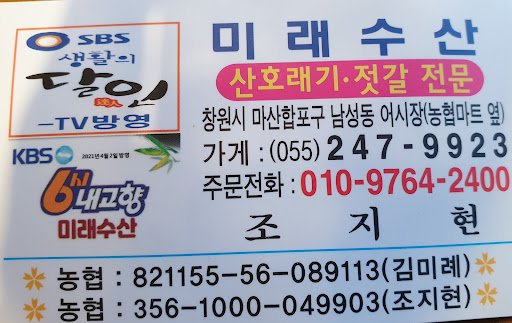 SBS
생활의
달인
達人
-TV방영
KBS
2021년4월2일 방영
6시
내고향
미래수산
미래수산
산호래기·젓갈 전문
창원시 마산합포구 남성동 어시장(농협마트 옆)
가게 : (055) 247-9923
주문전화 : 010-9764-2400
조지현
농협 : 821155-56-089113(김미례)
농협 : 356-1000-049903(조지현)